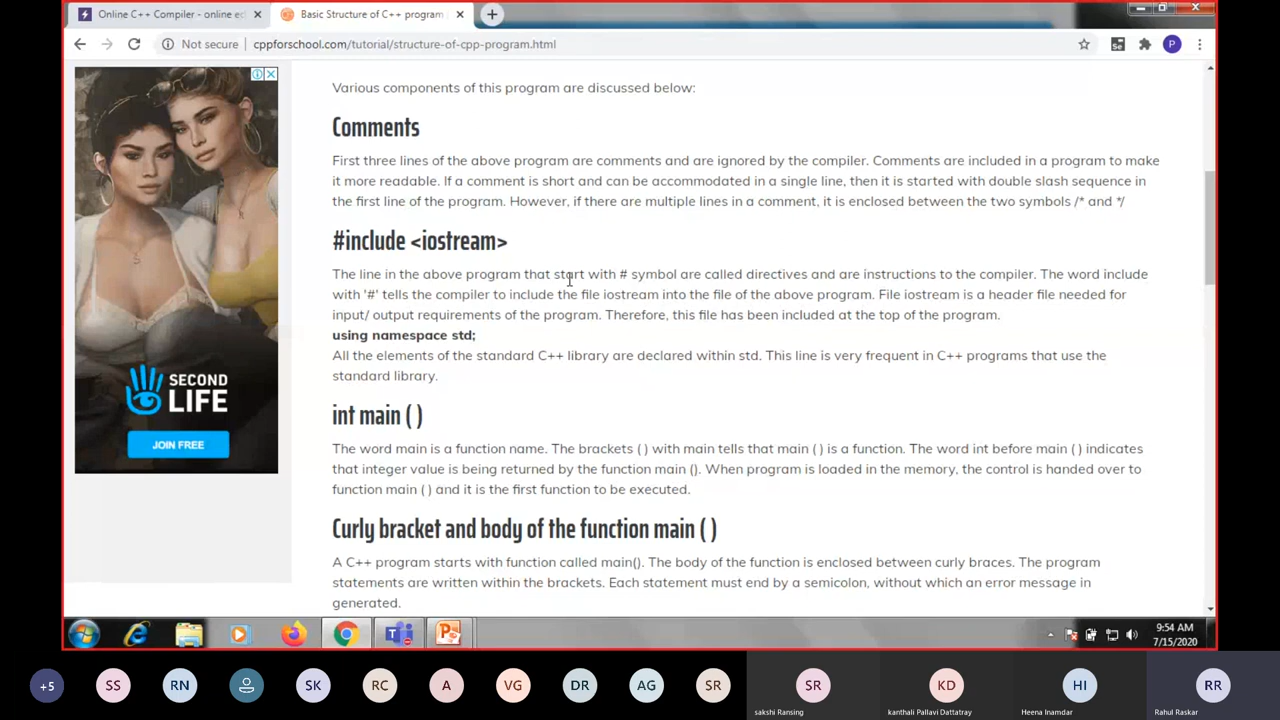 Online C++ Compiler - online ed
Basic Structure of C++ program
Not secure
cppforschool.com/tutorial/structure-of-cpp-program.html
Se
P
Various components of this program are discussed below:
Comments
First three lines of the above program are comments and are ignored by the compiler. Comments are included in a program to make
it more readable. If a comment is short and can be accommodated in a single line, then it is started with double slash sequence in
the first line of the program. However, if there are multiple lines in a comment, it is enclosed between the two symbols /* and */
#include <iostream>
The line in the above program that start with # symbol are called directives and are instructions to the compiler. The word include
with '#' tells the compiler to include the file iostream into the file of the above program. File iostream is a header file needed for
input/ output requirements of the program. Therefore, this file has been included at the top of the program.
using namespace std;
All the elements of the standard C++ library are declared within std. This line is very frequent in C++ programs that use the
standard library.
int main ( )
The word main is a function name. The brackets ( ) with main tells that main ( ) is a function. The word int before main ( ) indicates
that integer value is being returned by the function main (). When program is loaded in the memory, the control is handed over to
function main ( ) and it is the first function to be executed.
Curly bracket and body of the function main ( )
A C++ program starts with function called main(). The body of the function is enclosed between curly braces. The program
statements are written within the brackets. Each statement must end by a semicolon, without which an error message in
generated.
SECOND
LIFE
JOIN FREE
9:54 AM
7/15/2020
+5
SS
RN
SK
RC
A
VG
DR
AG
SR
SR
KD
HI
RR
sakshi Ransing
kanthali Pallavi Dattatray
Heena Inamdar
Rahul Raskar